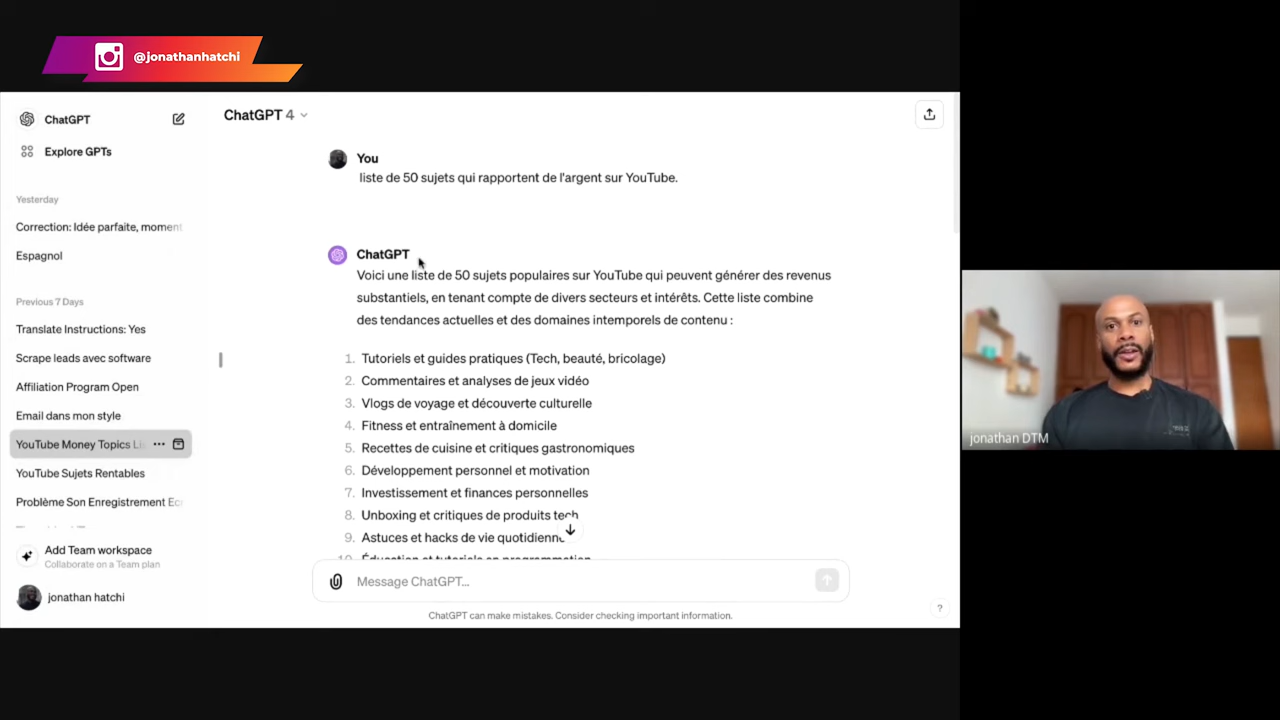 @jonathanhatchi
ChatGPT
Explore GPTs
Yesterday
Correction: Idée parfaite, moment
Espagnol
Previous 7 Days
Translate Instructions: Yes
Scrape leads avec software
Affiliation Program Open
Email dans mon style
YouTube Money Topics Li
YouTube Sujets Rentables
Problème Son Enregistrement Ec
Add Team workspace
Collaborate on a Team plan
jonathan hatchi
ChatGPT 4
You
liste de 50 sujets qui rapportent de l'argent sur YouTube.
ChatGPT
Voici une liste de 50 sujets populaires sur YouTube qui peuvent générer des revenus
substantiels, en tenant compte de divers secteurs et intérêts. Cette liste combine
des tendances actuelles et des domaines intemporels de contenu :
1. Tutoriels et guides pratiques (Tech, beauté, bricolage)
2. Commentaires et analyses de jeux vidéo
3. Vlogs de voyage et découverte culturelle
4. Fitness et entraînement à domicile
5. Recettes de cuisine et critiques gastronomiques
6. Développement personnel et motivation
7. Investissement et finances personnelles
8. Unboxing et critiques de produits tech
9. Astuces et hacks de vie quotidienne
10. Éducation et tutoriels en programmation
Message ChatGPT...
ChatGPT can make mistakes. Consider checking important information.
?
jonathan DTM